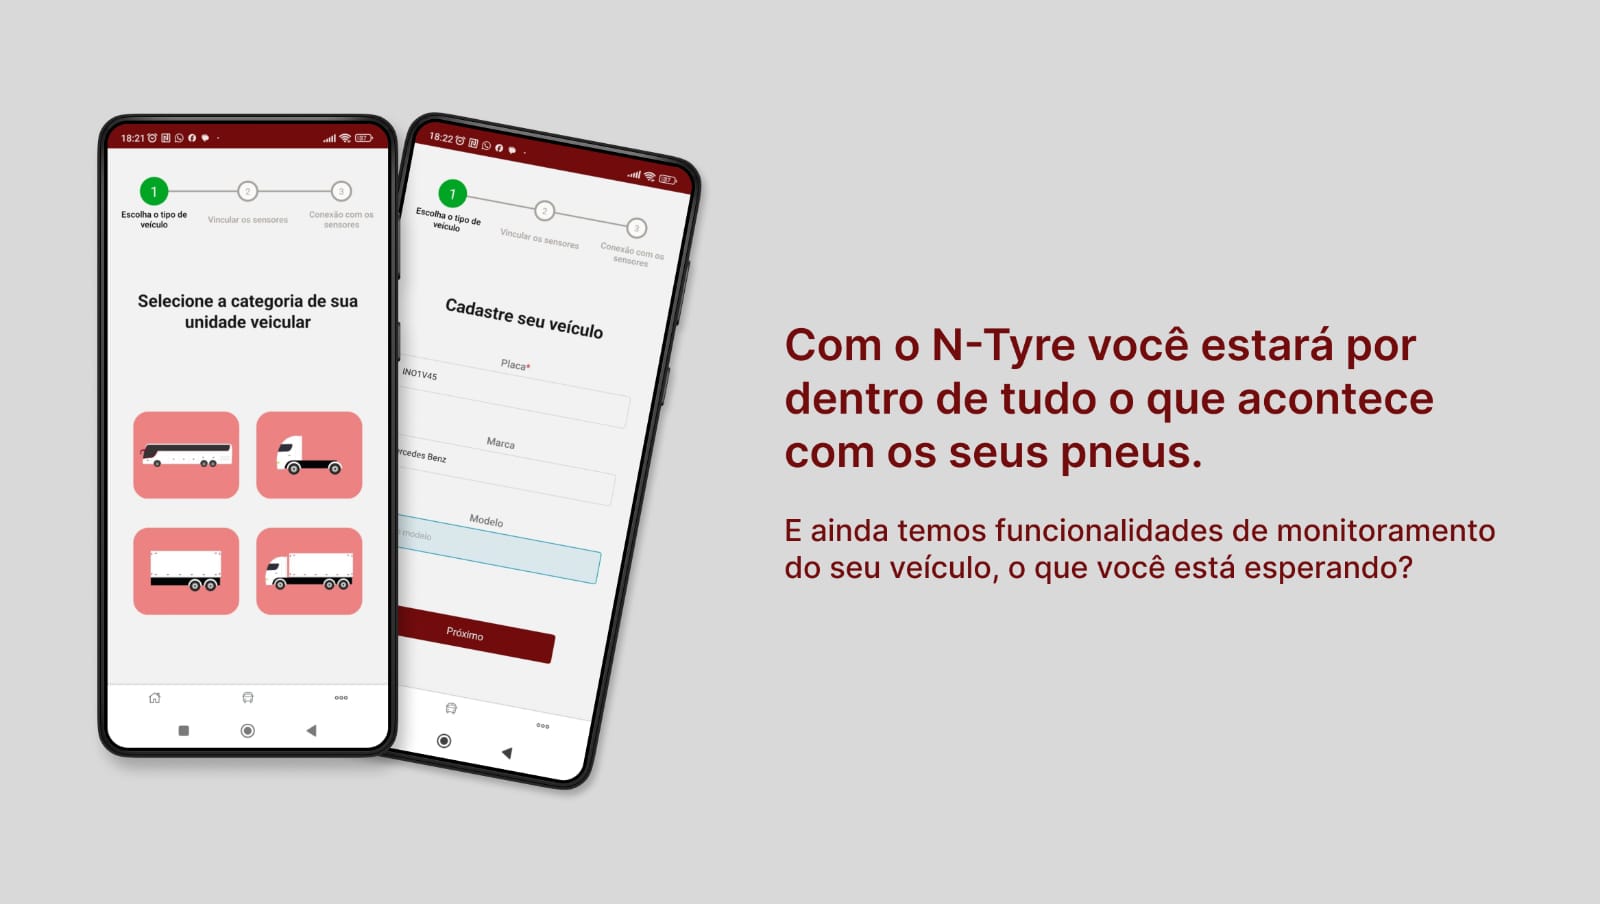 18:21
1
2
3
Escolha o tipo de
veículo
Vincular os sensores
Conexão com os
sensores
Selecione a categoria de sua
unidade veicular
18:22
1
2
3
Escolha o tipo de
veículo
Vincular os sensores
Conexão com os
sensores
Cadastre seu veículo
Placa*
INO1V45
Marca
rcedes Benz
Modelo
modelo
Próximo
Com o N-Tyre você estará por
dentro de tudo o que acontece
com os seus pneus.
E ainda temos funcionalidades de monitoramento
do seu veículo, o que você está esperando?